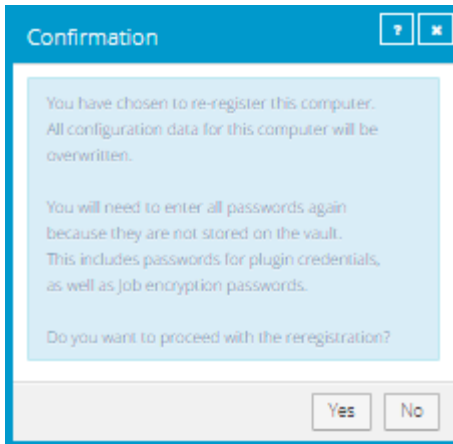 Confirmation
?
×
You have chosen to re-register this computer.
All configuration data for this computer will be
overwritten.
You will need to enter all passwords again
because they are not stored on the vault.
This includes passwords for plugin credentials,
as well as Job encryption passwords.
Do you want to proceed with the reregistration?
Yes
No